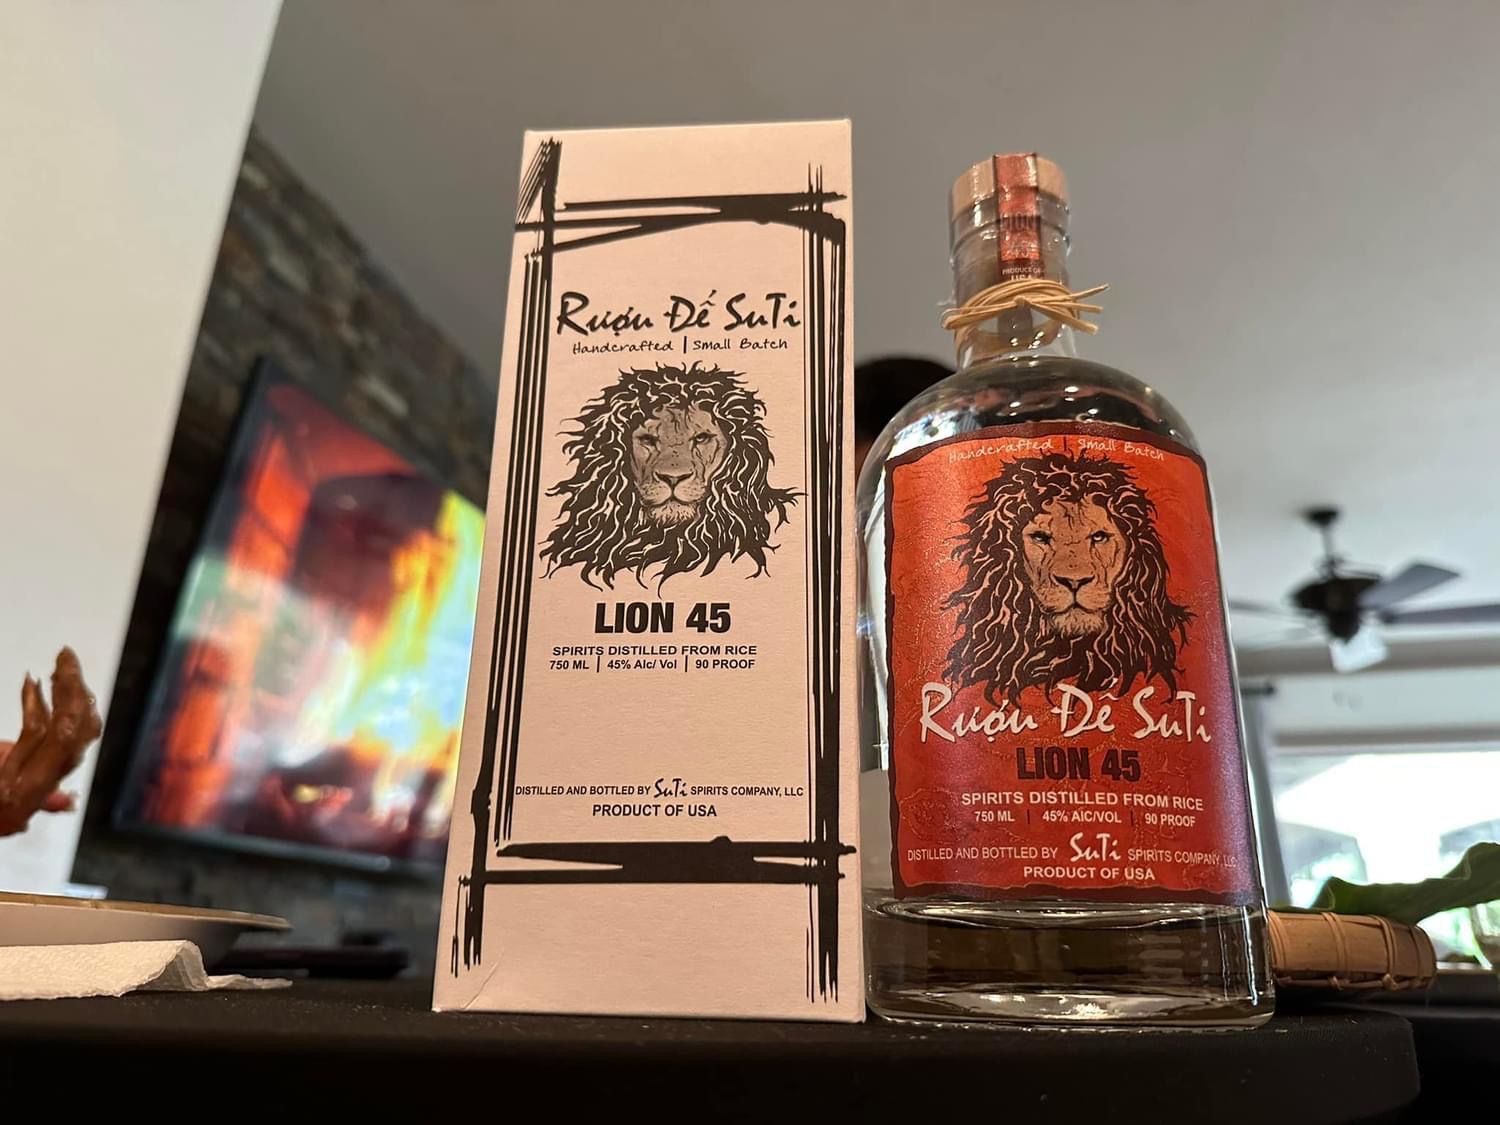 Rượu Đế SuTi
Handcrafted | Small Batch
LION 45
SPIRITS DISTILLED FROM RICE
750 ML | 45% Alc/ Vol | 90 PROOF
DISTILLED AND BOTTLED BY SuTi SPIRITS COMPANY, LLC
PRODUCT OF USA
PRODUCT OF
USA
Handcrafted | Small Batch
Rượu Đế SuTi
LION 45
SPIRITS DISTILLED FROM RICE
750 ML | 45% AlC/VOL | 90 PROOF
DISTILLED AND BOTTLED BY SuTi SPIRITS COMPANY, LLC
PRODUCT OF USA